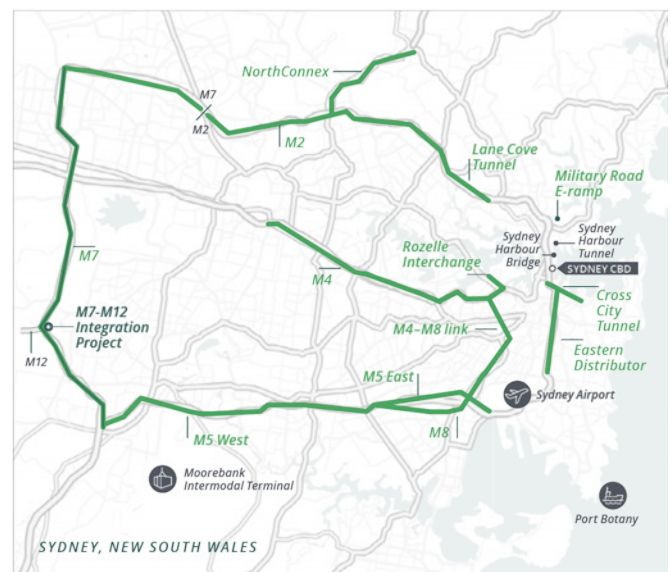 NorthConnex
M7
M2
M2
Lane Cove
Tunnel
Military Road
E-ramp
Sydney
Harbour
Tunnel
Sydney
Harbour
Bridge
SYDNEY CBD
Rozelle
Interchange
M7
M4
Cross
City
Tunnel
M7-M12
Integration
Project
M4–M8 link
M12
Eastern
Distributor
M5 East
Sydney Airport
M5 West
M8
Moorebank
Intermodal Terminal
Port Botany
SYDNEY, NEW SOUTH WALES